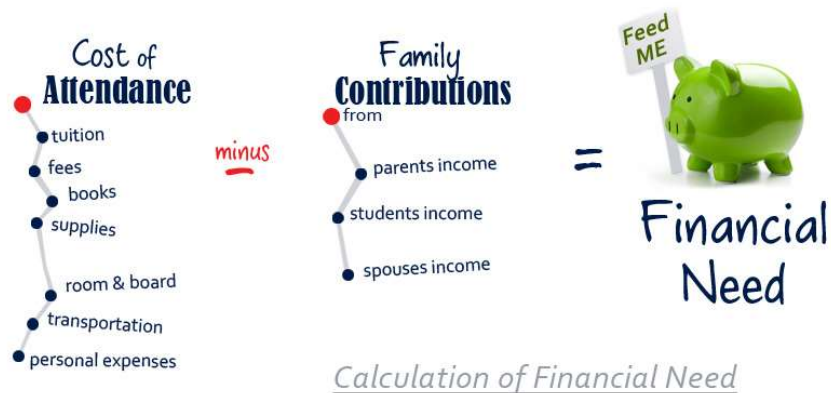 Cost of
Attendance
tuition
fees
books
supplies
room & board
transportation
personal expenses
minus
Family
Contributions
from
parents income
students income
spouses income
=
Feed
ME
Financial
Need
Calculation of Financial Need